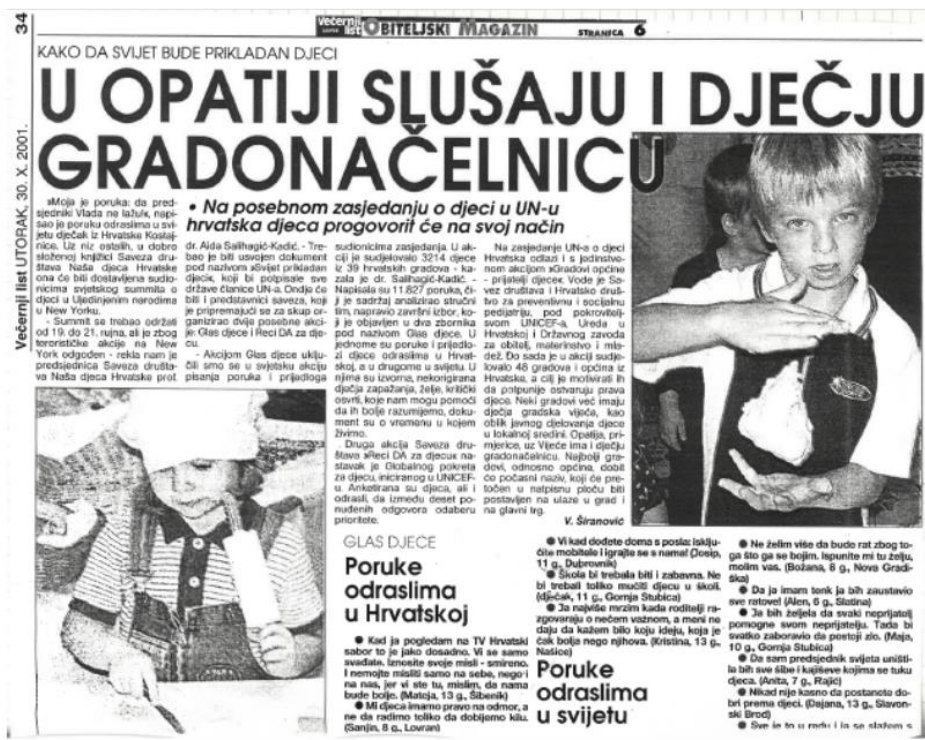 34
Večernji list UTORAK, 30. X. 2001.
Večernji list OBITELJSKI MAGAZIN STRANICA 6
KAKO DA SVIJET BUDE PRIKLADAN DJECI
U OPATIJI SLUŠAJU I DJEČJU
GRADONAČELNICU
• Na posebnom zasjedanju o djeci u UN-u
hrvatska djeca progovorit će na svoj način
»Moja je poruka: da pred-
sjedniki Vlada ne lažu«, napi-
sao je poruku odraslima u svi-
jetu dječak iz Hrvatske Kostaj-
nice. Uz niz ostalih, u dobro
složenoj knjižici Saveza dru-
štava Naša djeca Hrvatske
ona će biti dostavljena sudio-
nicima svjetskog summita o
djeci u Ujedinjenim narodima
u New Yorku.
- Summit se trebao održati
od 19. do 21. rujna, ali je zbog
terorističke akcije na New
York odgođen - rekla nam je
predsjednica Saveza društa-
va Naša djeca Hrvatske prof.
dr. Aida Salihagić-Kadić. - Tre-
bao je biti usvojen dokument
pod nazivom »Svijet prikladan
djeci«, koji bi potpisale sve
države članice UN-a. Ondje će
biti i predstavnici saveza, koji
je pripremajući se za skup or-
ganizirao dvije posebne akci-
je: Glas djece i Reci DA za dje-
cu.
- Akcijom Glas djece uklju-
čili smo se u svjetsku akciju
pisanja poruka i prijedloga
sudionicima zasjedanja. U ak-
ciji je sudjelovalo 3214 djece
iz 39 hrvatskih gradova - ka-
zala je dr. Salihagić-Kadić. -
Napisala su 11.827 poruka, či-
ji je sadržaj analizirao stručni
tim, napravio završni izbor, ko-
ji je objavljen u dva zbornika
pod nazivom Glas djece. U
jednome su poruke i prijedlo-
zi djece odraslima u Hrvat-
skoj, a u drugome u svijetu. U
njima su izvorna, nekorigirana
dječja zapažanja, želje, kritički
osvrti, koje nam mogu pomoći
da ih bolje razumijemo, doku-
ment su o vremenu u kojem
živimo.
- Druga akcija Saveza dru-
štava »Reci DA za djecu« na-
stavak je Globalnog pokreta
za djecu, iniciranog u UNICEF-
u. Anketirana su djeca, ali i
odrasli, da između deset po-
nuđenih odgovora odaberu
prioritete.
Na zasjedanje UN-a o djeci
Hrvatska odlazi i s jedinstve-
nom akcijom »Gradovi općine
- prijatelji djece«. Vode je Sa-
vez društava i Hrvatsko druš-
tvo za preventivnu i socijalnu
pedijatriju, pod pokrovitelj-
svom UNICEF-a, Ureda u
Hrvatskoj i Državnog zavoda
za obitelj, materinstvo i mla-
dež. Do sada je u akciji sudje-
lovalo 48 gradova i općina iz
Hrvatske, a cilj je motivirati ih
da potpunije ostvaruju prava
djece. Neki gradovi već imaju
dječja gradska vijeća, kao
oblik javnog djelovanja djece
u lokalnoj sredini. Opatija, pri-
mjerice, uz Vijeće ima i dječju
gradonačelnicu. Najbolji gra-
dovi, odnosno općina, dobit
će počasni naziv, koji će pre-
točen u natpisnu ploču biti
postavljen na ulaze u grad i
na glavni trg.
V. Širanović
GLAS DJECE
Poruke
odraslima
u Hrvatskoj
● Kad ja pogledam na TV Hrvatski
sabor to je jako dosadno. Vi se samo
svađate. Iznesite svoje misli - smireno.
I nemojte misliti samo na sebe, nego i
na nas, jer vi ste tu, mislim, da nama
bude bolje. (Mateja, 13 g., Šibenik)
● Mi djeca imamo pravo na odmor, a
ne da radimo toliko da dobijemo kilu.
(Sanjin, 8 g., Lovran)
● Vi kad dođete doma s posla: isklju-
čite mobitele i igrajte se s nama! (Josip,
11 g., Dubrovnik)
● Škola bi trebala biti i zabavna. Ne
bi trebali toliko mučiti djecu u školi.
(dječak, 11 g., Gornja Stubica)
● Ja najviše mrzim kada roditelji ra-
zgovaraju o nečem važnom, a meni ne
daju da kažem bilo koju ideju, koja je
čak bolja nego njihova. (Kristina, 13 g.,
Našice)
Poruke
odraslima
u svijetu
● Ne želim više da bude rat zbog to-
ga što ga se bojim. Ispunite mi tu želju,
molim vas. (Božana, 8 g., Nova Gradi-
ška)
● Da ja imam tenk ja bih zaustavio
sve ratove! (Alen, 6 g., Slatina)
● Ja bih željela da svaki neprijatelj
pomogne svom neprijatelju. Tada bi
svatko zaboravio da postoji zlo. (Maja,
10 g., Gornja Stubica)
● Da sam predsjednik svijeta uništi-
la bih sve šibe i kajiševe kojima se tuku
djeca. (Anita, 7 g., Rajić)
● Nikad nije kasno da postanete do-
bri prema djeci. (Dajana, 13 g., Slavon-
ski Brod)
● Sve je to u redu i ja se slažem s